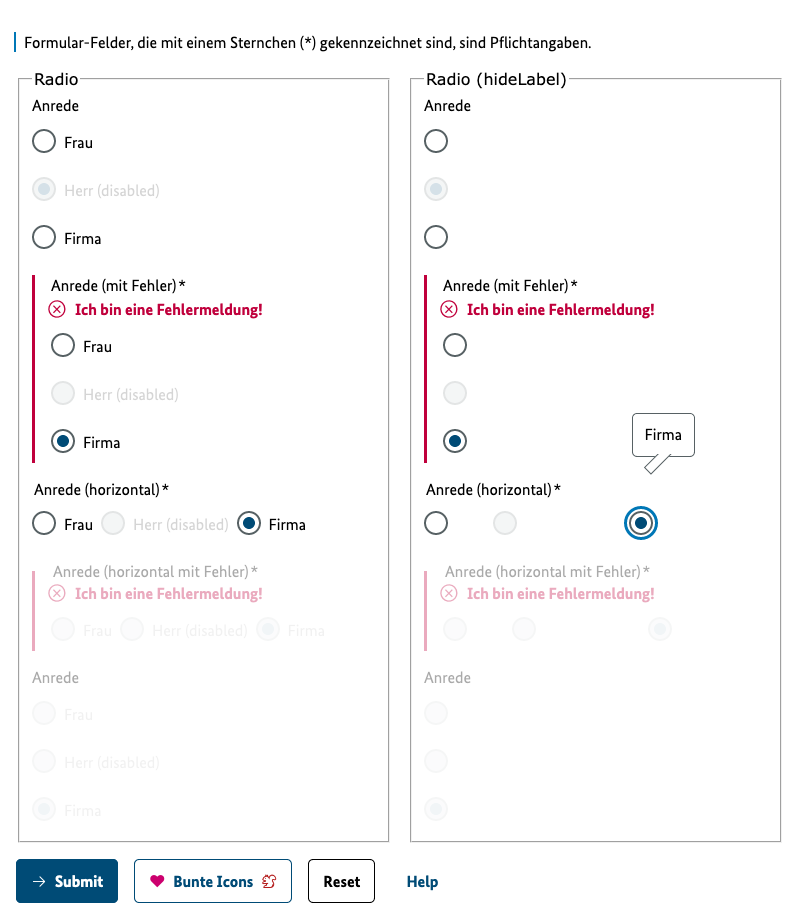 Formular-Felder, die mit einem Sternchen (*) gekennzeichnet sind, sind Pflichtangaben.
Radio
Anrede
Frau
Herr (disabled)
Firma
Anrede (mit Fehler)*
Ich bin eine Fehlermeldung!
Frau
Herr (disabled)
Firma
Anrede (horizontal)*
Frau Herr (disabled) Firma
Anrede (horizontal mit Fehler)*
Ich bin eine Fehlermeldung!
Frau Herr (disabled) Firma
Anrede
Frau
Herr (disabled)
Firma
Radio (hideLabel)
Anrede
Anrede (mit Fehler)*
Ich bin eine Fehlermeldung!
Firma
Anrede (horizontal)*
Anrede (horizontal mit Fehler)*
Ich bin eine Fehlermeldung!
Anrede
Submit Bunte Icons Reset Help